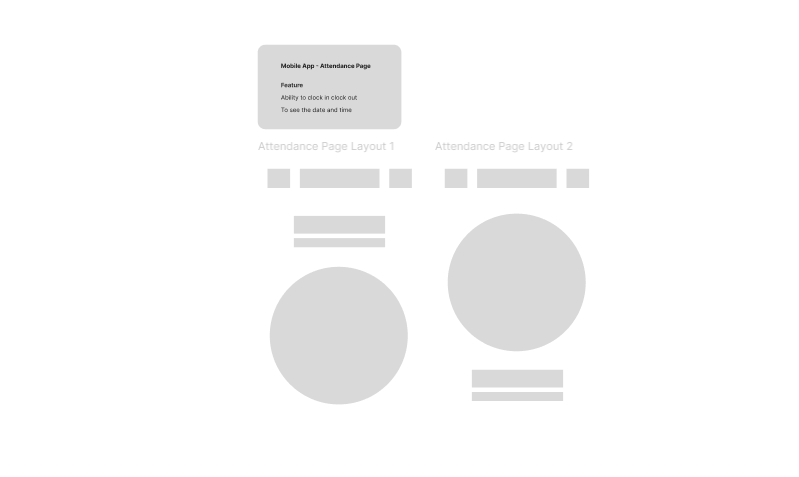 Mobile App - Attendance Page
Feature
Ability to clock in clock out
To see the date and time
Attendance Page Layout 1
Attendance Page Layout 2